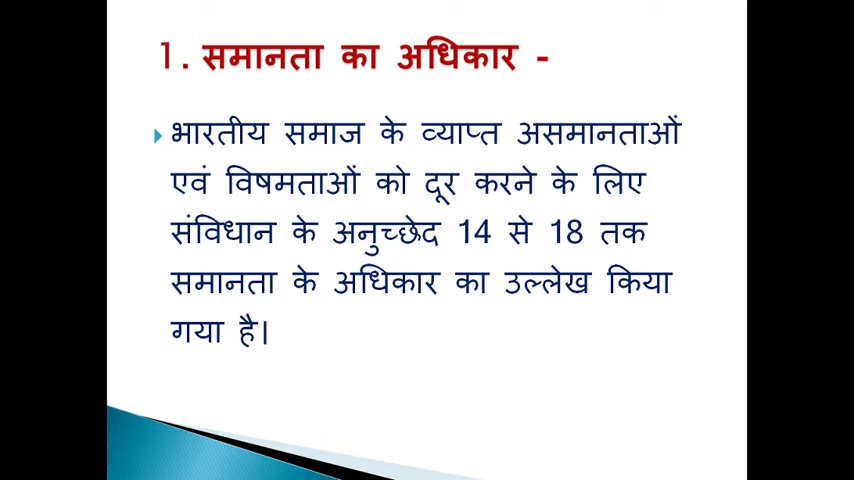 1. समानता का अधिकार -
भारतीय समाज के व्याप्त असमानताओं
एवं विषमताओं को दूर करने के लिए
संविधान के अनुच्छेद 14 से 18 तक
समानता के अधिकार का उल्लेख किया
गया है।